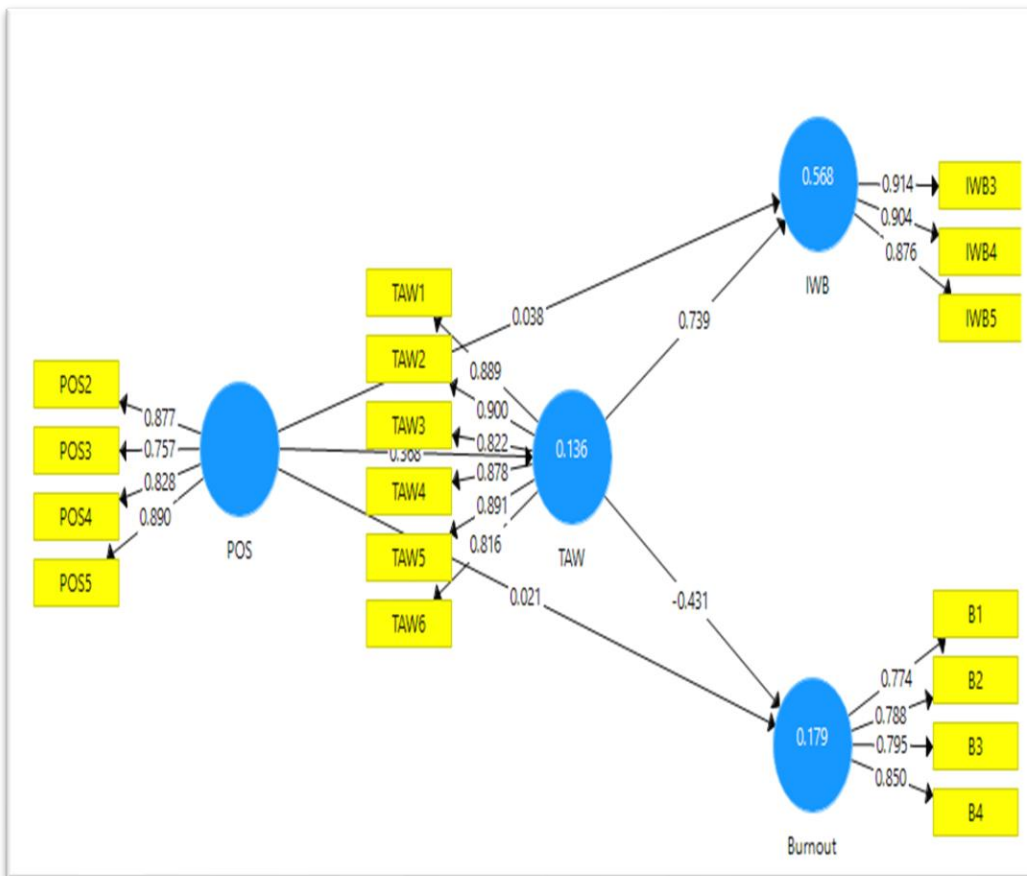 POS2
POS3
POS4
POS5
0.877
0.757
0.828
0.890
POS
TAW1
TAW2
TAW3
TAW4
TAW5
TAW6
0.889
0.900
0.822
0.368
0.878
0.891
0.816
0.136
TAW
0.038
0.739
0.021
-0.431
0.568
IWB
0.914
0.904
0.876
IWB3
IWB4
IWB5
0.179
Burnout
0.774
0.788
0.795
0.850
B1
B2
B3
B4